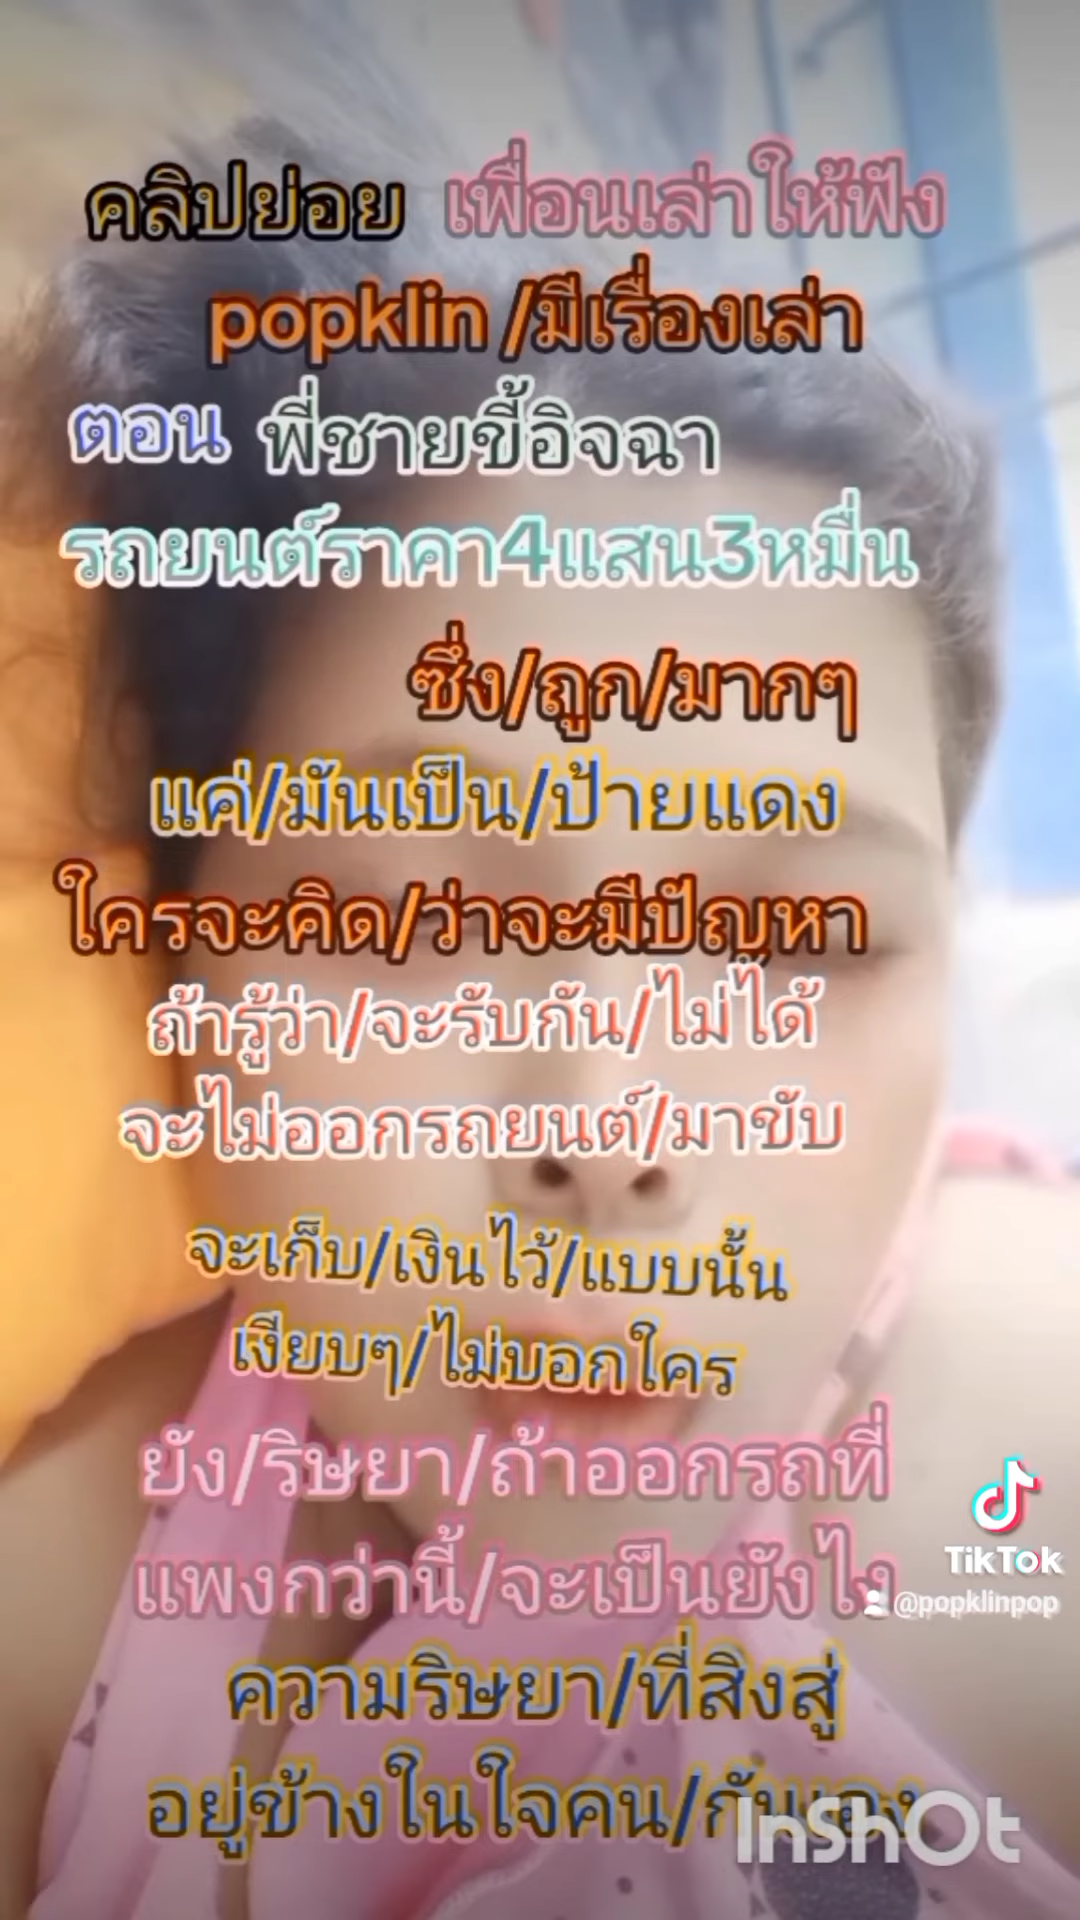 คลิปย่อย เพื่อนเล่าให้ฟัง
popklin /มีเรื่องเล่า
ตอน พี่ชายขี้อิจฉา
รถยนต์ราคา4แสน3หมื่น
ซึ่ง/ถูก/มากๆ
แค่/มันเป็น/ป้ายแดง
ใครจะคิด/ว่าจะมีปัญหา
ถ้ารู้ว่า/จะรับกัน/ไม่ได้
จะไม่ออกรถยนต์/มาขับ
จะเก็บ/เงินไว้/แบบนั้น
เงียบๆ/ไม่บอกใคร
ยัง/ริษยา/ถ้าออกรถที่
แพงกว่านี้/จะเป็นยังไง
TikTok
@popklinpop
ความริษยา/ที่สิงสู่
อยู่ข้างในใจคน/กันเอง
InShOt